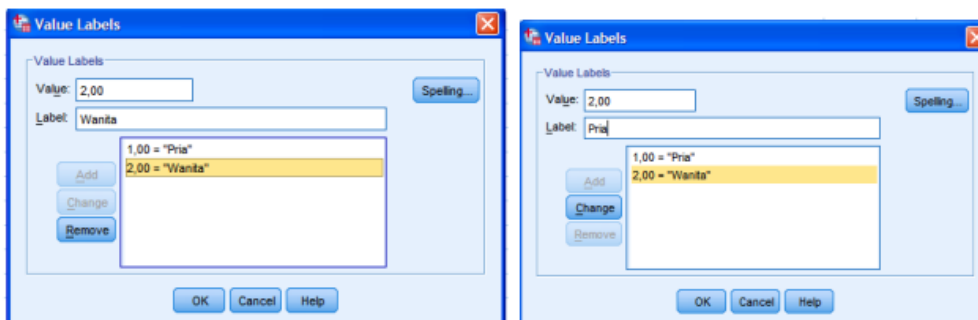 Value Labels
Value Labels
Value: 2,00
Spelling...
Label: Wanita
1,00 = "Pria"
2,00 = "Wanita"
Add
Change
Remove
OK Cancel Help
Value Labels
Value Labels
Value: 2,00
Spelling...
Label: Pria
1,00 = "Pria"
2,00 = "Wanita"
Add
Change
Remove
OK Cancel Help